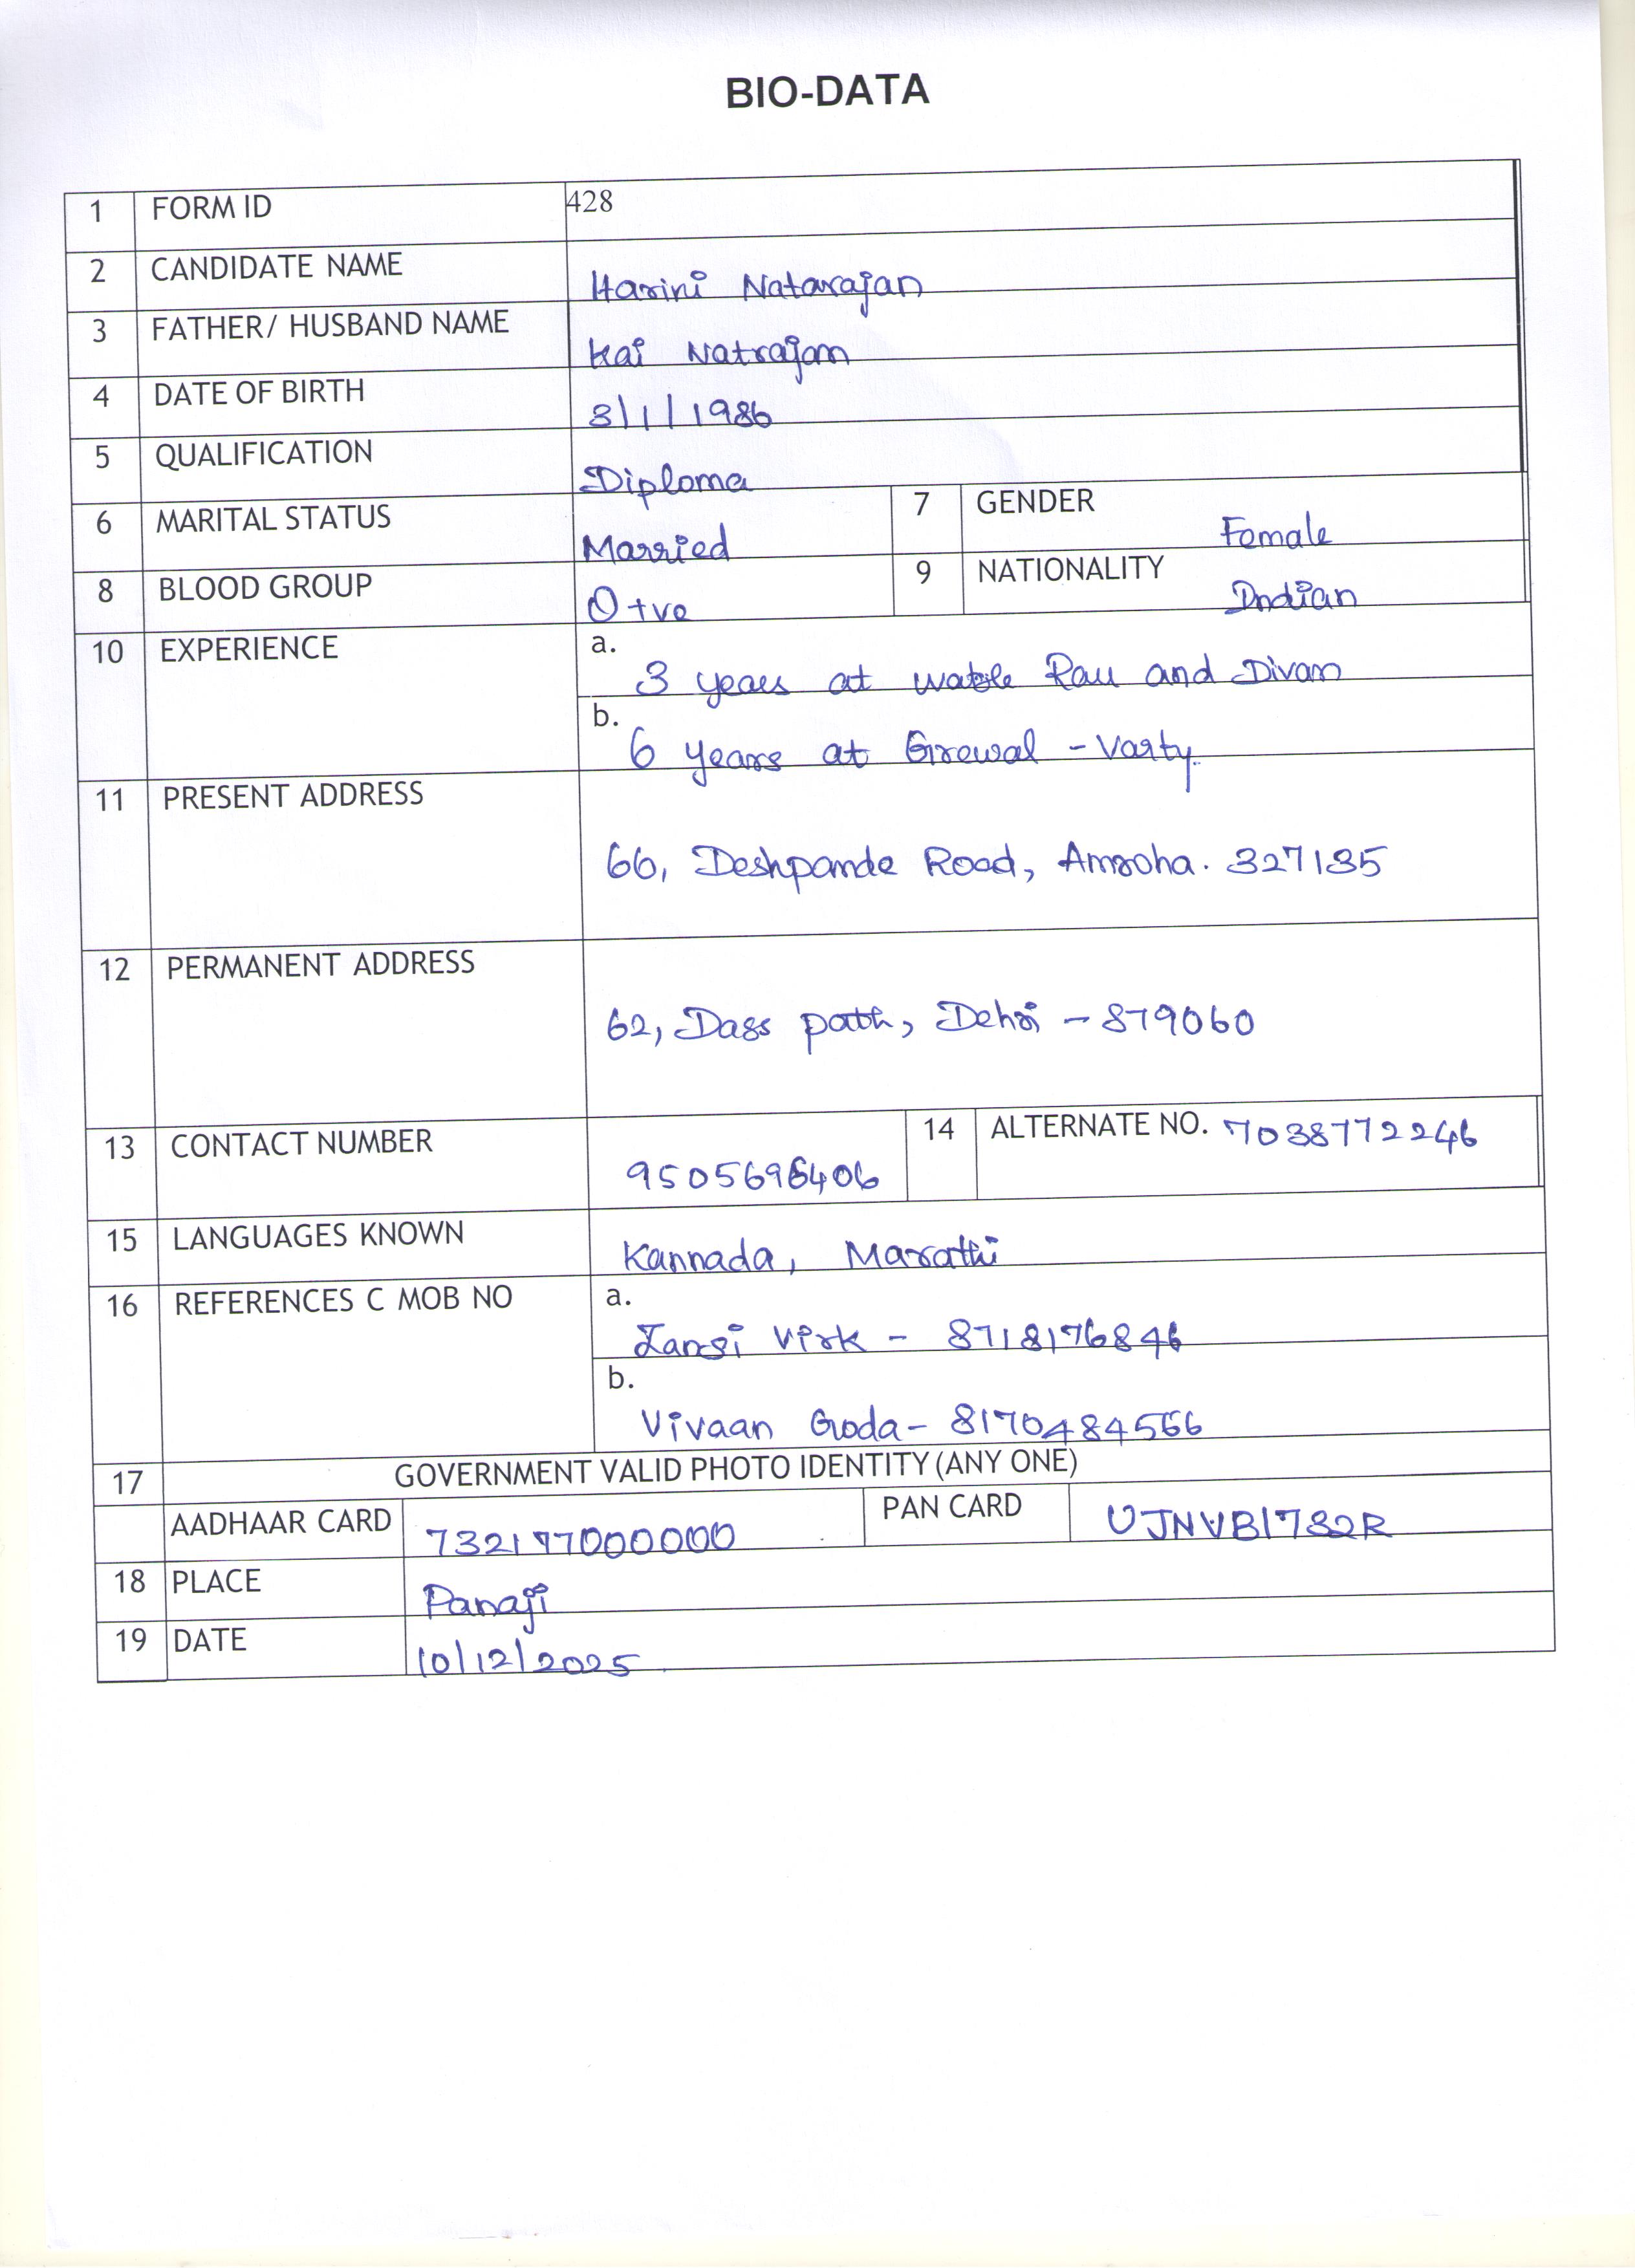 BIO-DATA
1 FORM ID 428
2 CANDIDATE NAME Harini Natarajan
3 FATHER/ HUSBAND NAME Kai Natrajan
4 DATE OF BIRTH 3/1/1986
5 QUALIFICATION Diploma
6 MARITAL STATUS Married 7 GENDER Female
8 BLOOD GROUP O+ve 9 NATIONALITY Indian
10 EXPERIENCE a. 3 years at Wable Rau and Divan
b. 6 years at Grewal - Varty.
11 PRESENT ADDRESS
66, Deshpande Road, Amroha. 327135
12 PERMANENT ADDRESS
62, Dass path, Dehri - 879060
13 CONTACT NUMBER 9505696406 14 ALTERNATE NO. 7038772246
15 LANGUAGES KNOWN Kannada, Marathi
16 REFERENCES C MOB NO a.
Virk - 8718176846
b.
Vivaan Goda - 8170484566
17 GOVERNMENT VALID PHOTO IDENTITY (ANY ONE)
AADHAAR CARD 732177000000 PAN CARD UJNVB1782R
18 PLACE Panaji
19 DATE 10/12/2025